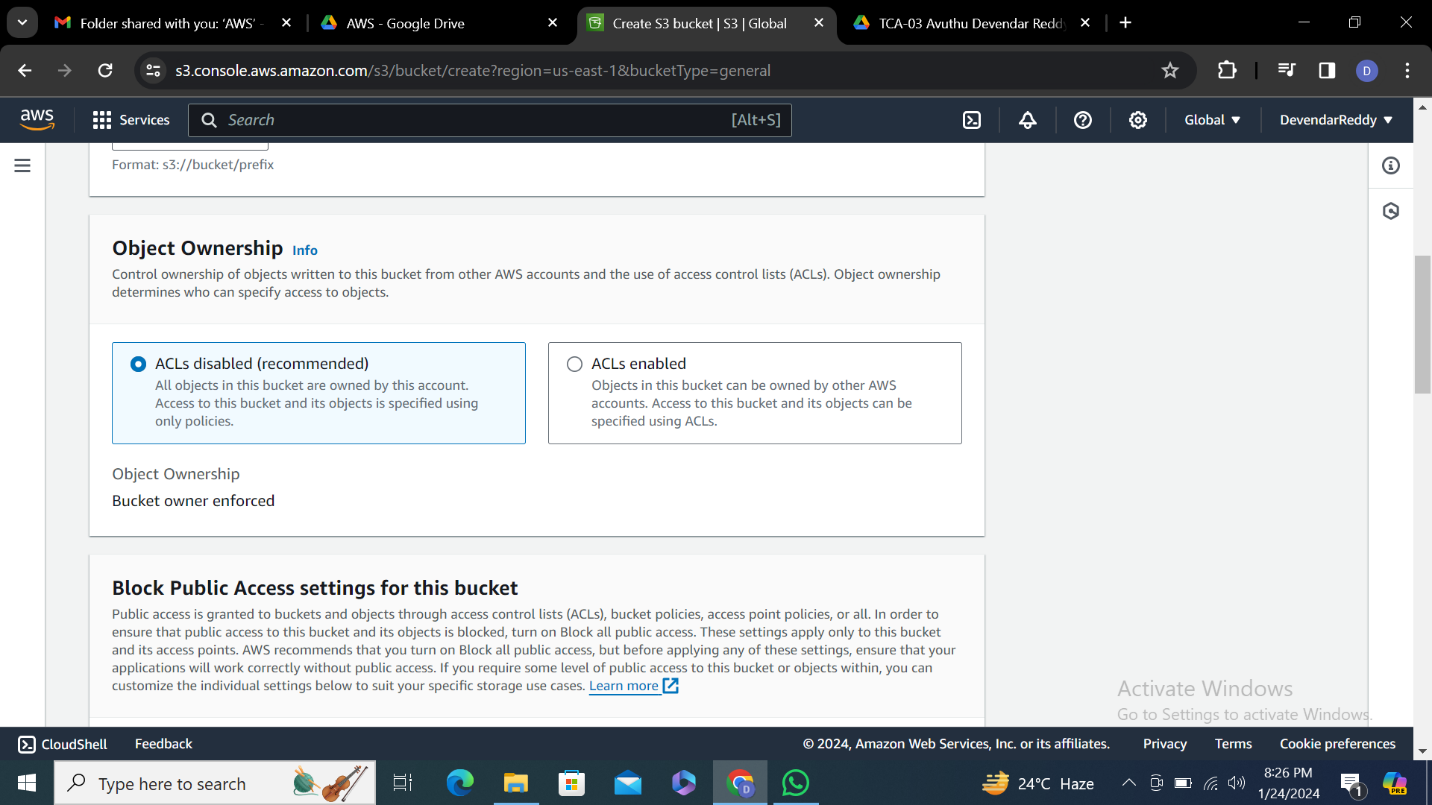 Folder shared with you: ‘AWS’ -
AWS - Google Drive
Create S3 bucket | S3 | Global
TCA-03 Avuthu Devendar Reddy
s3.console.aws.amazon.com/s3/bucket/create?region=us-east-1&bucketType=general
D
aws
Services
Search
[Alt+S]
Global
DevendarReddy
Format: s3://bucket/prefix
Object Ownership Info
Control ownership of objects written to this bucket from other AWS accounts and the use of access control lists (ACLs). Object ownership
determines who can specify access to objects.
ACLs disabled (recommended)
All objects in this bucket are owned by this account.
Access to this bucket and its objects is specified using
only policies.
ACLs enabled
Objects in this bucket can be owned by other AWS
accounts. Access to this bucket and its objects can be
specified using ACLs.
Object Ownership
Bucket owner enforced
Block Public Access settings for this bucket
Public access is granted to buckets and objects through access control lists (ACLs), bucket policies, access point policies, or all. In order to
ensure that public access to this bucket and its objects is blocked, turn on Block all public access. These settings apply only to this bucket
and its access points. AWS recommends that you turn on Block all public access, but before applying any of these settings, ensure that your
applications will work correctly without public access. If you require some level of public access to this bucket or objects within, you can
customize the individual settings below to suit your specific storage use cases. Learn more
Activate Windows
Go to Settings to activate Windows.
CloudShell
Feedback
© 2024, Amazon Web Services, Inc. or its affiliates.
Privacy
Terms
Cookie preferences
Type here to search
D
24°C Haze
8:26 PM
1/24/2024
1
PRE